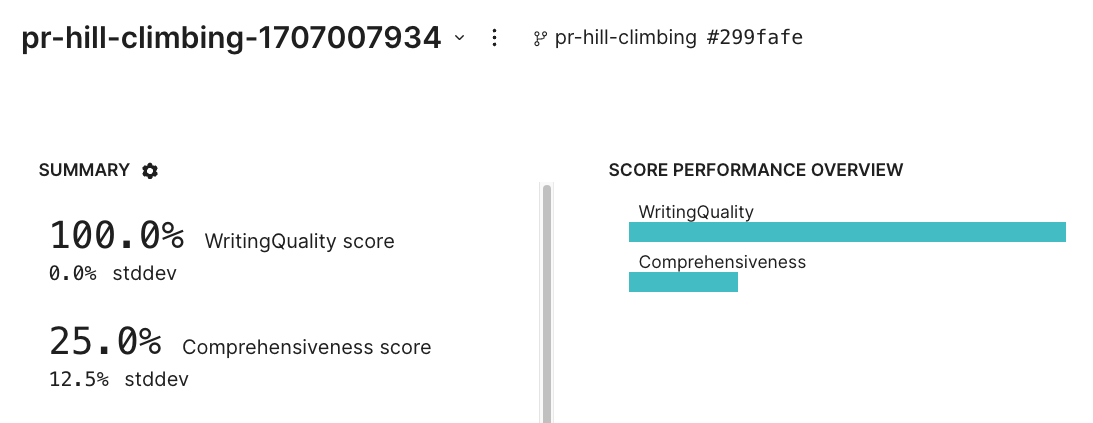 pr-hill-climbing-1707007934 pr-hill-climbing #299fafe
SUMMARY
100.0% WritingQuality score
0.0% stddev
25.0% Comprehensiveness score
12.5% stddev
SCORE PERFORMANCE OVERVIEW
WritingQuality
Comprehensiveness